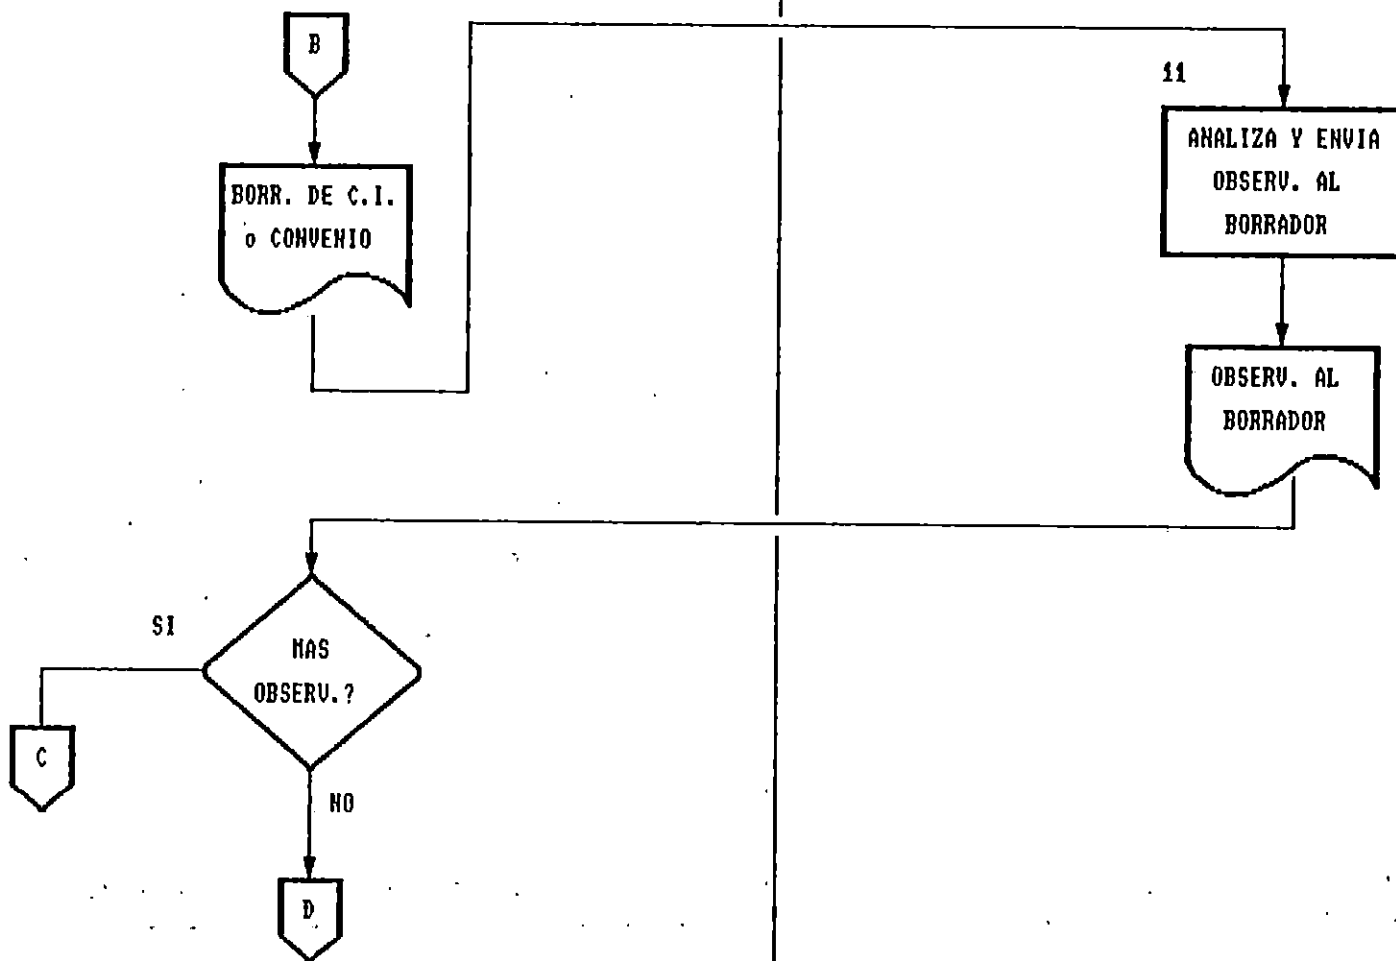 B
BORR. DE C.I.
o CONVENIO
11
ANALIZA Y ENVIA
OBSERV. AL
BORRADOR
OBSERV. AL
BORRADOR
SI
MAS
OBSERV.?
C
NO
D